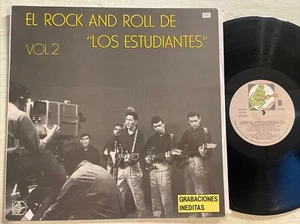 EL ROCK AND ROLL DE
"LOS ESTUDIANTES"
VOL.2
GRABACIONES
INEDITAS